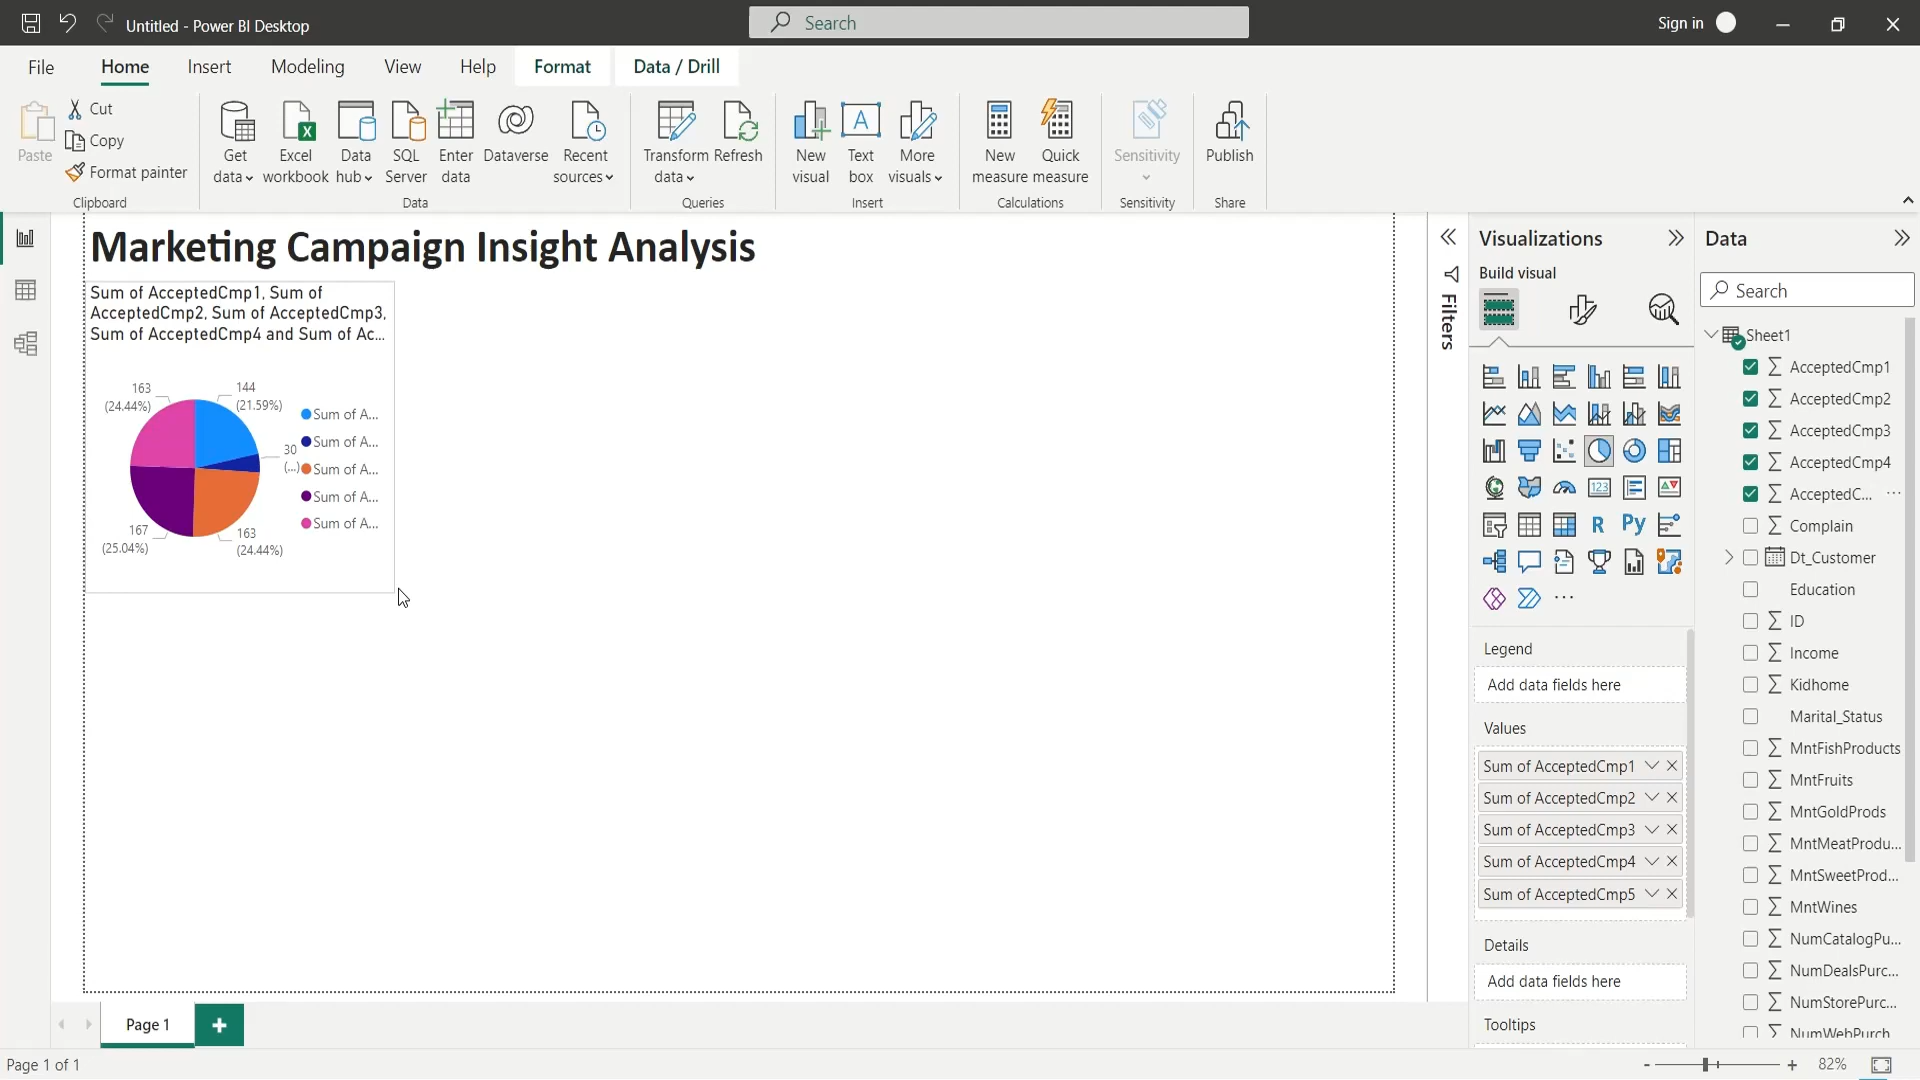 Untitled - Power BI Desktop
Search
Sign in
File
Home
Insert
Modeling
View
Help
Format
Data / Drill
Paste
Cut
Copy
Format painter
Clipboard
Get data
Excel workbook
Data hub
SQL Server
Enter data
Dataverse
Recent sources
Data
Transform data
Refresh
Queries
New visual
Text box
More visuals
Insert
New measure
Quick measure
Calculations
Sensitivity
Sensitivity
Publish
Share
Marketing Campaign Insight Analysis
Sum of AcceptedCmp1, Sum of
AcceptedCmp2, Sum of AcceptedCmp3,
Sum of AcceptedCmp4 and Sum of Ac...
163
(24.44%)
144
(21.59%)
30
(...)
167
(25.04%)
163
(24.44%)
Sum of A...
Sum of A...
Sum of A...
Sum of A...
Sum of A...
Filters
Visualizations
Build visual
123
R
Py
Legend
Add data fields here
Values
Sum of AcceptedCmp1
Sum of AcceptedCmp2
Sum of AcceptedCmp3
Sum of AcceptedCmp4
Sum of AcceptedCmp5
Details
Add data fields here
Tooltips
Data
Search
Sheet1
AcceptedCmp1
AcceptedCmp2
AcceptedCmp3
AcceptedCmp4
AcceptedC...
Complain
Dt_Customer
Education
ID
Income
Kidhome
Marital_Status
MntFishProducts
MntFruits
MntGoldProds
MntMeatProdu...
MntSweetProd...
MntWines
NumCatalogPu...
NumDealsPurc...
NumStorePurc...
NumWebPurch
Page 1
Page 1 of 1
82%